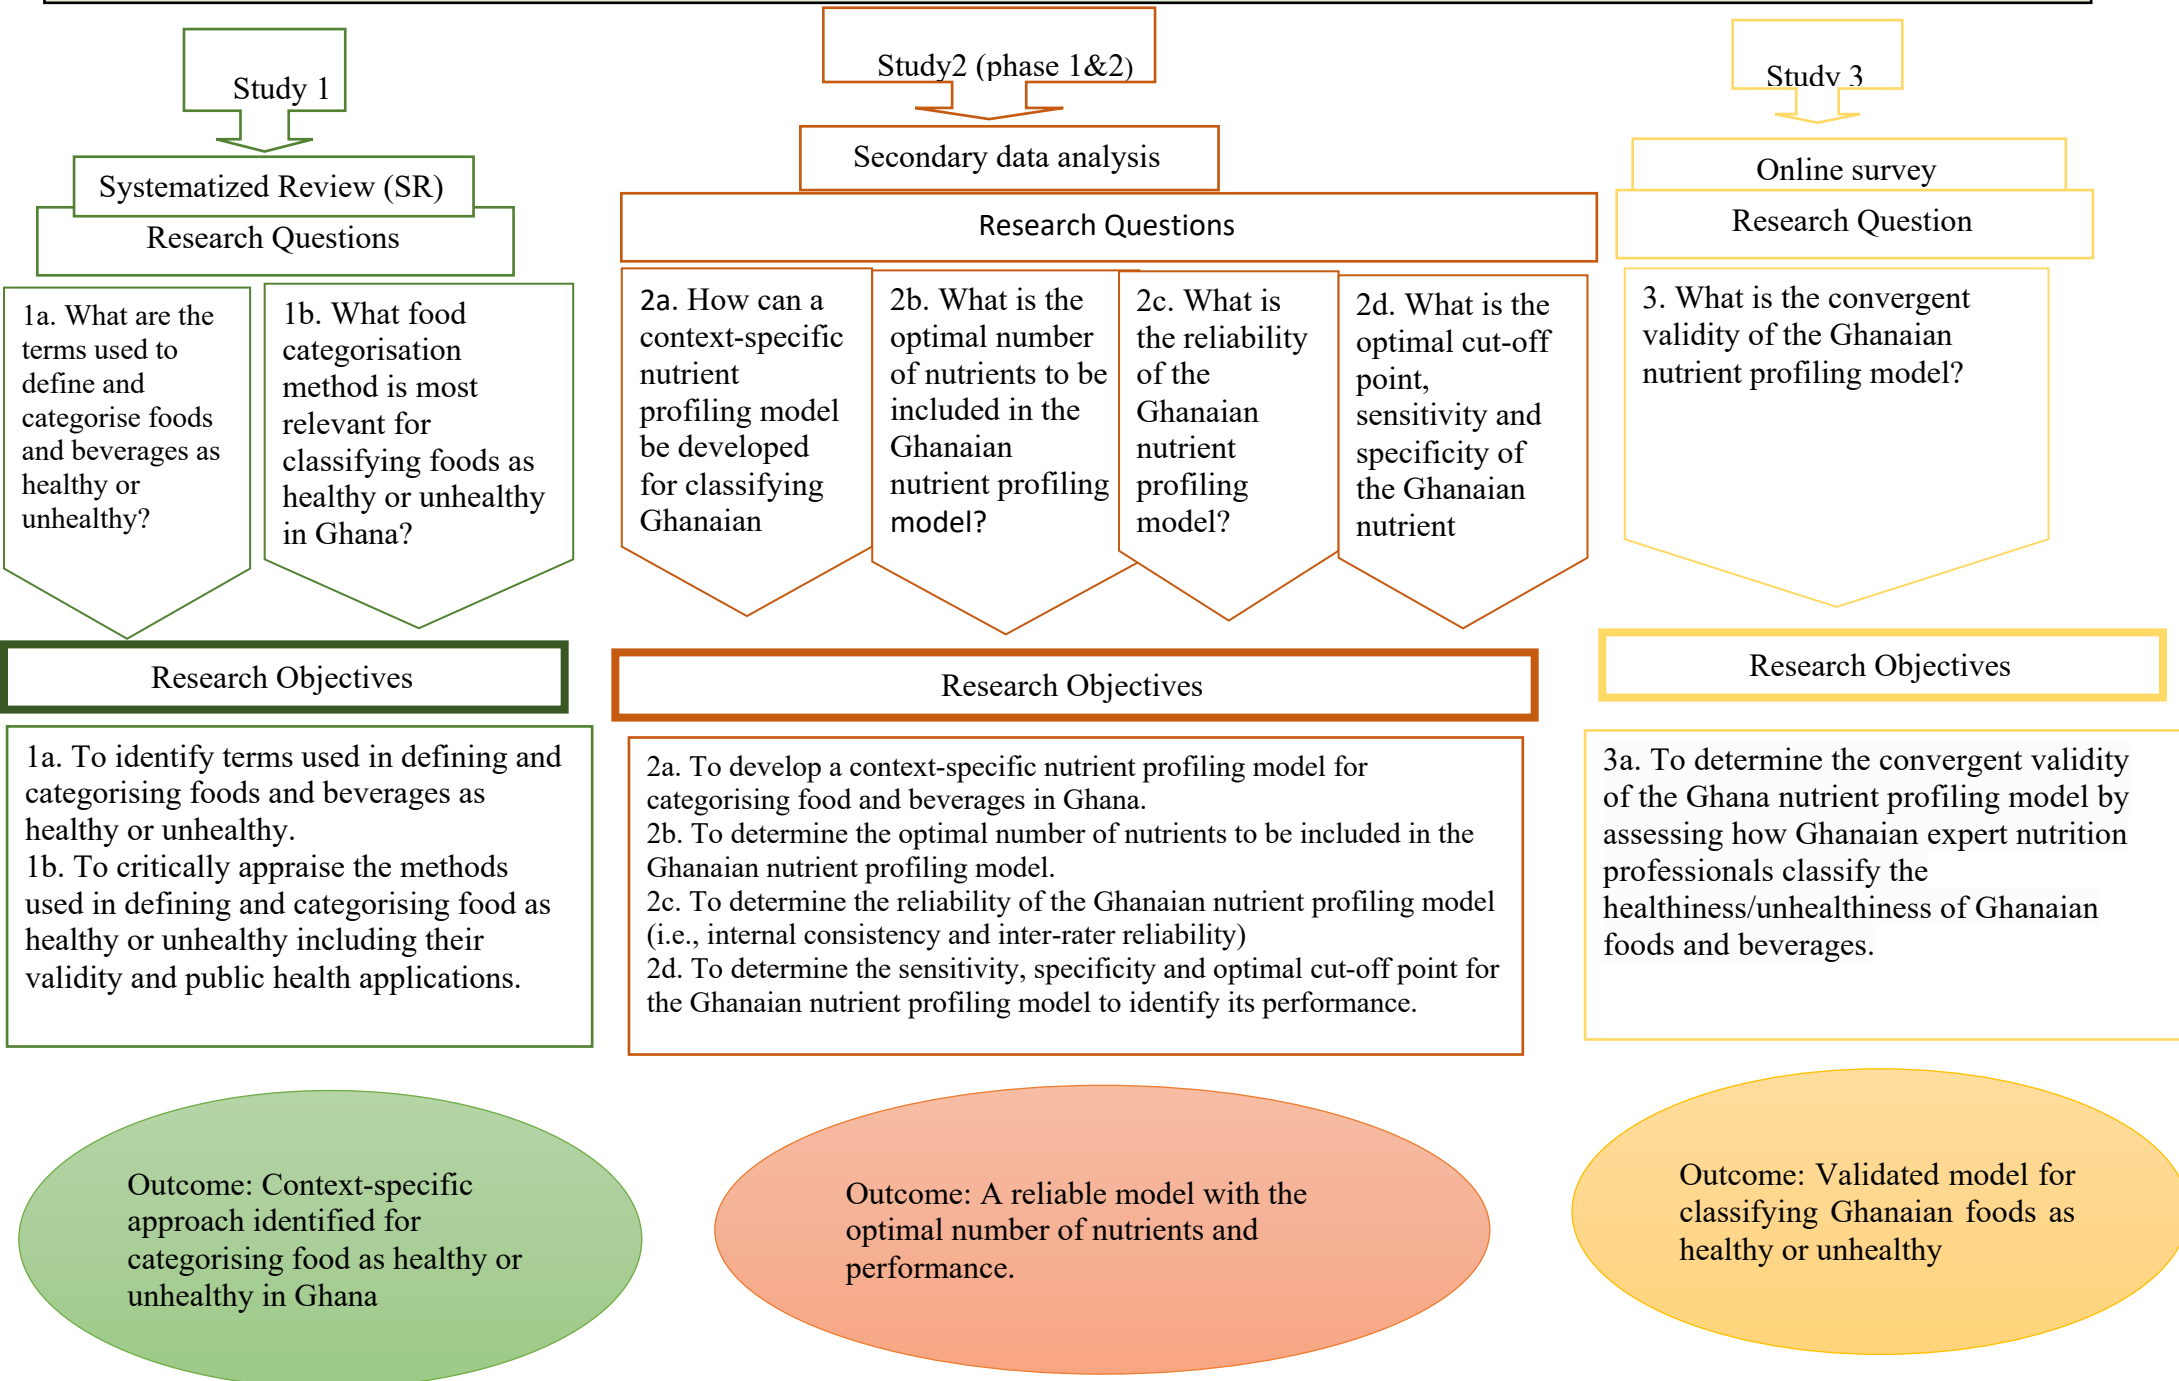 Study 1
Systematized Review (SR)
Research Questions
1a. What are the
terms used to
define and
categorise foods
and beverages as
healthy or
unhealthy?
1b. What food
categorisation
method is most
relevant for
classifying foods as
healthy or unhealthy
in Ghana?
Research Objectives
1a. To identify terms used in defining and
categorising foods and beverages as
healthy or unhealthy.
1b. To critically appraise the methods
used in defining and categorising food as
healthy or unhealthy including their
validity and public health applications.
Outcome: Context-specific
approach identified for
categorising food as healthy or
unhealthy in Ghana
Study2 (phase 1&2)
Secondary data analysis
Research Questions
2a. How can a
context-specific
nutrient
profiling model
be developed
for classifying
Ghanaian
2b. What is the
optimal number
of nutrients to be
included in the
Ghanaian
nutrient profiling
model?
2c. What is
the reliability
of the
Ghanaian
nutrient
profiling
model?
2d. What is the
optimal cut-off
point,
sensitivity and
specificity of
the Ghanaian
nutrient
Research Objectives
2a. To develop a context-specific nutrient profiling model for
categorising food and beverages in Ghana.
2b. To determine the optimal number of nutrients to be included in the
Ghanaian nutrient profiling model.
2c. To determine the reliability of the Ghanaian nutrient profiling model
(i.e., internal consistency and inter-rater reliability)
2d. To determine the sensitivity, specificity and optimal cut-off point for
the Ghanaian nutrient profiling model to identify its performance.
Outcome: A reliable model with the
optimal number of nutrients and
performance.
Study 3
Online survey
Research Question
3. What is the convergent
validity of the Ghanaian
nutrient profiling model?
Research Objectives
3a. To determine the convergent validity
of the Ghana nutrient profiling model by
assessing how Ghanaian expert nutrition
professionals classify the
healthiness/unhealthiness of Ghanaian
foods and beverages.
Outcome: Validated model for
classifying Ghanaian foods as
healthy or unhealthy